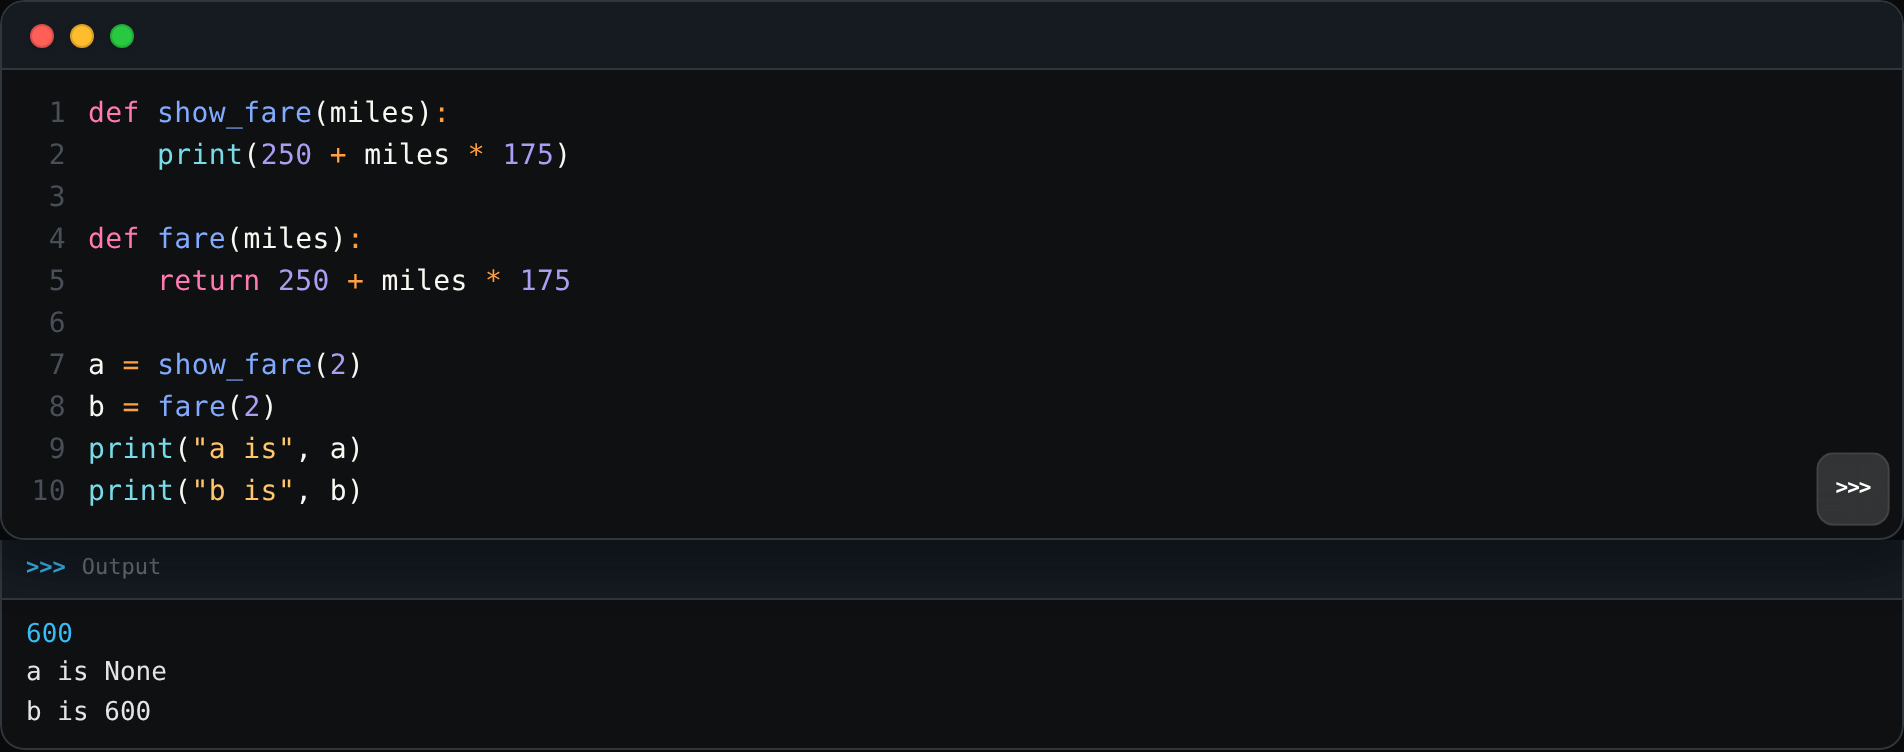 1 def show_fare(miles):
2     print(250 + miles * 175)
3
4 def fare(miles):
5     return 250 + miles * 175
6
7 a = show_fare(2)
8 b = fare(2)
9 print("a is", a)
10 print("b is", b)
>>>
>>> Output
600
a is None
b is 600